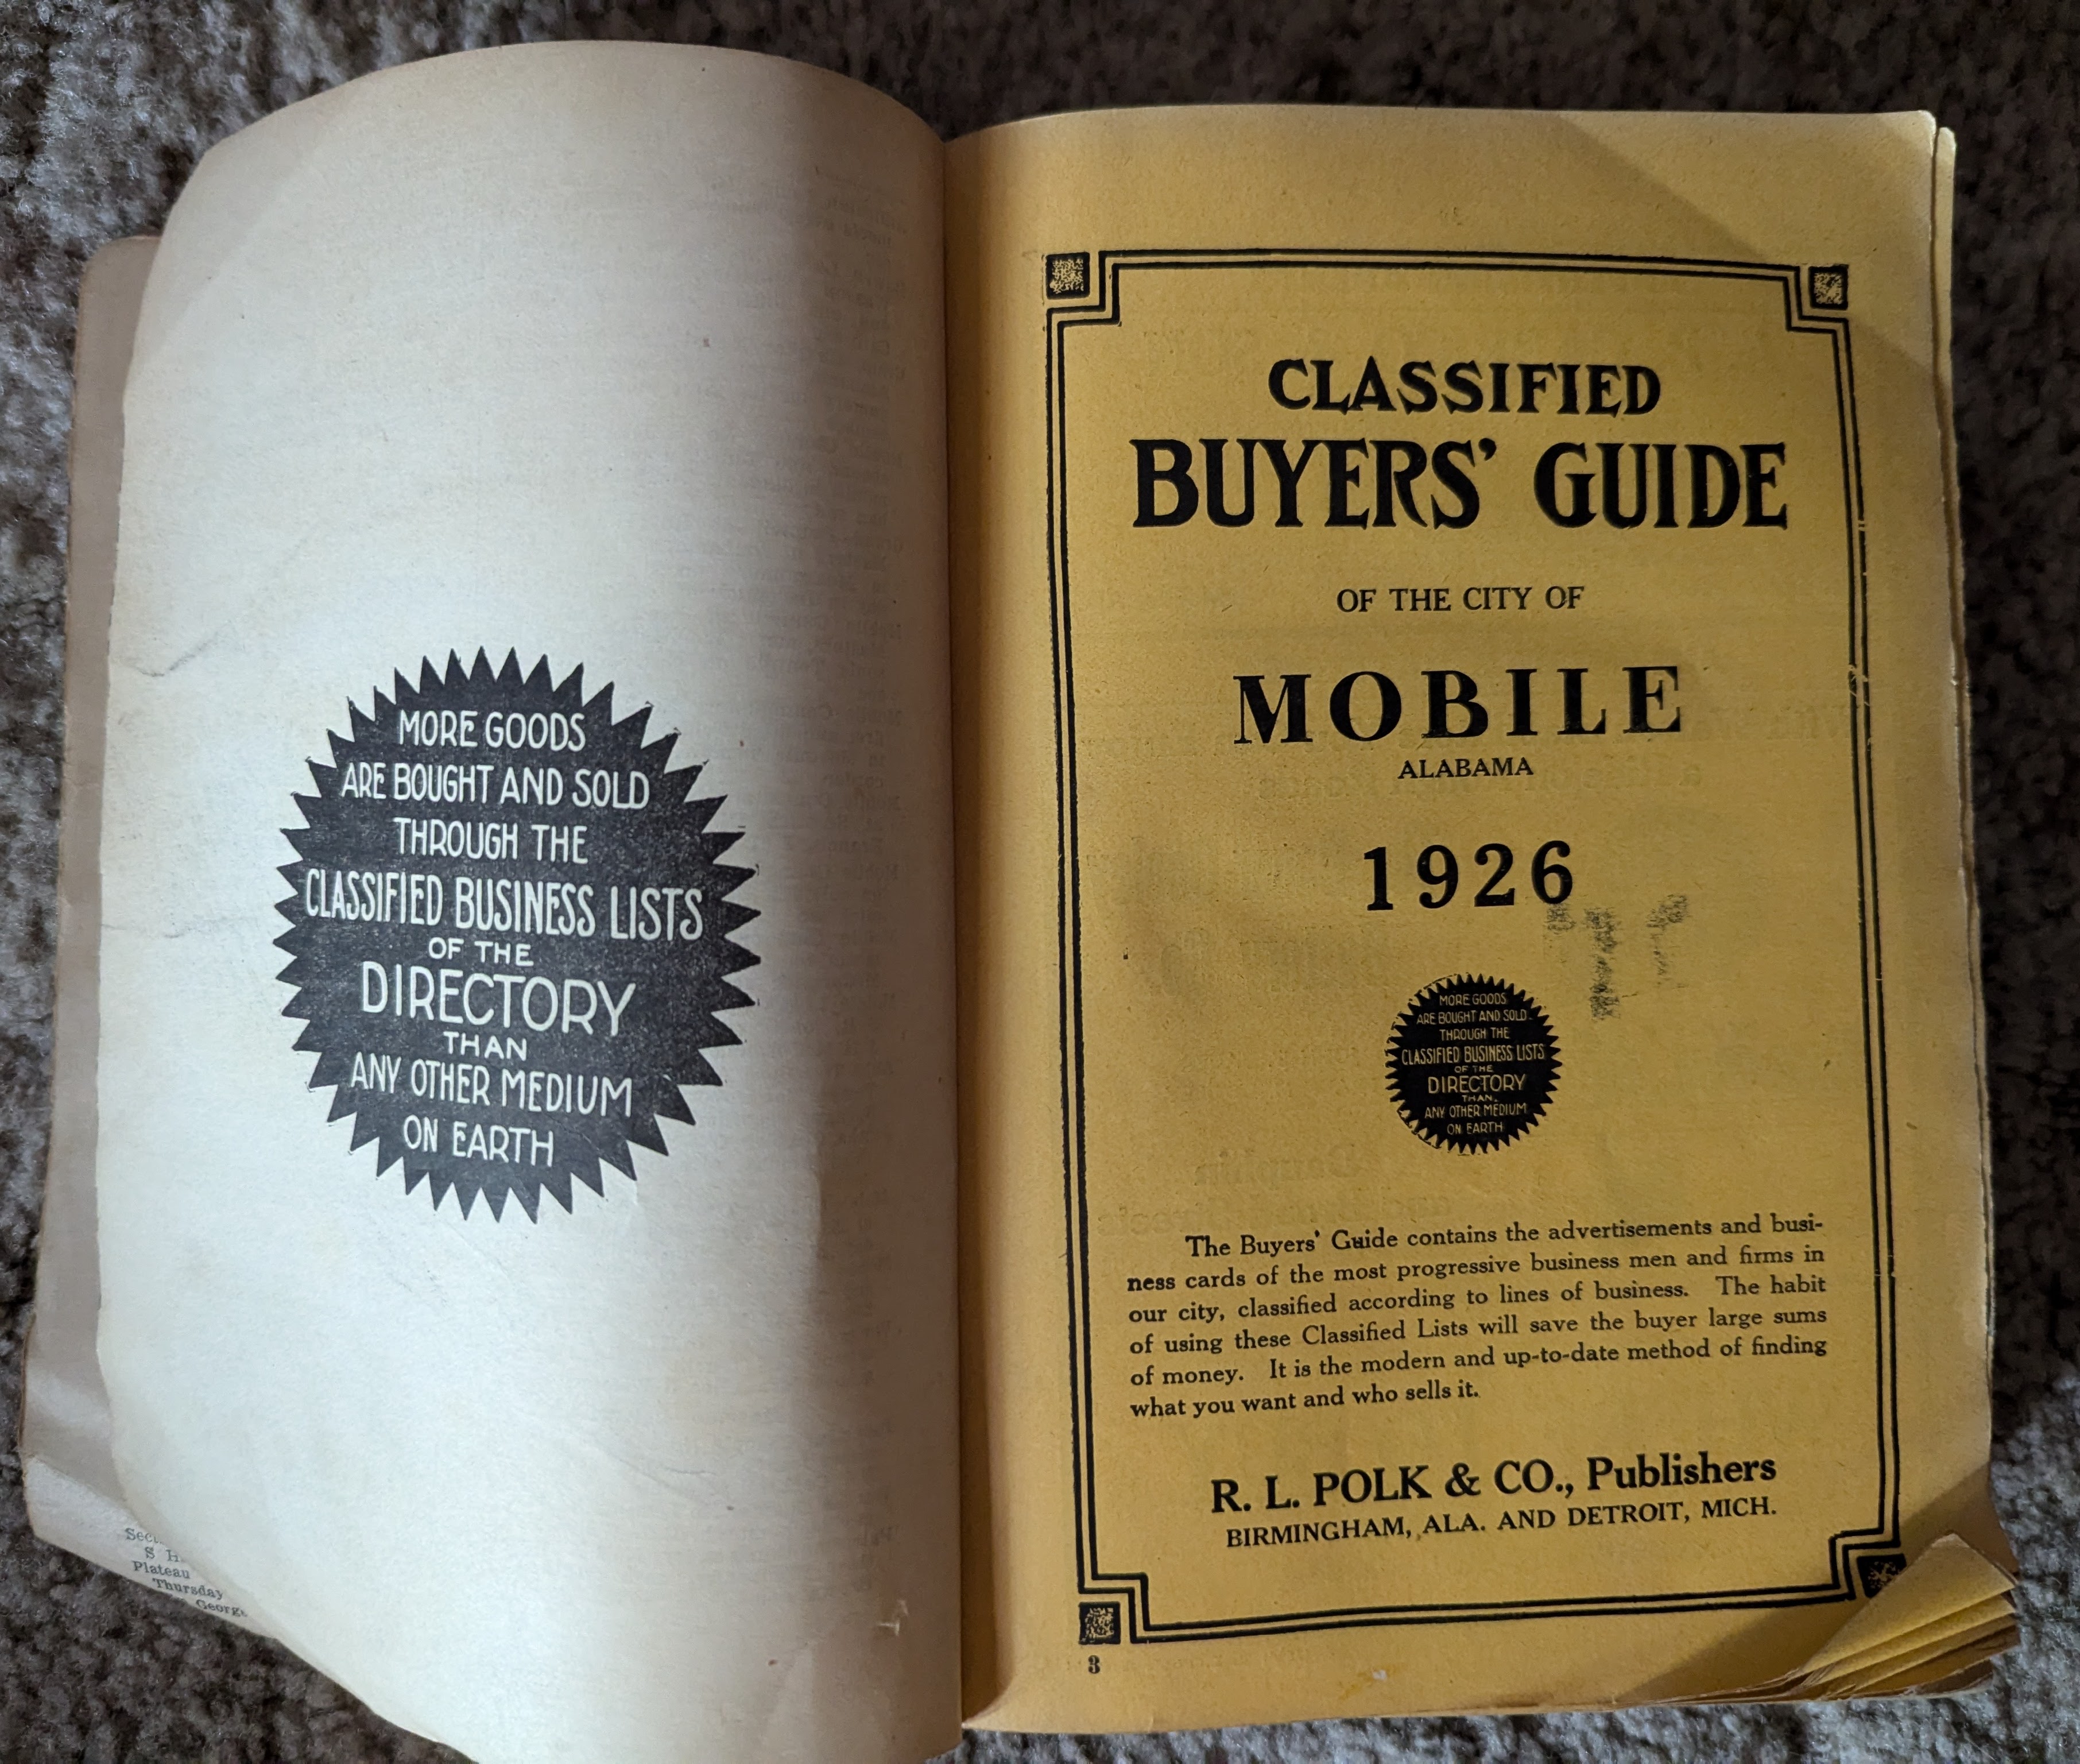 MORE GOODS
ARE BOUGHT AND SOLD
THROUGH THE
CLASSIFIED BUSINESS LISTS
OF THE
DIRECTORY
THAN
ANY OTHER MEDIUM
ON EARTH
S H
Plateau
Thursday
George
CLASSIFIED
BUYERS' GUIDE
OF THE CITY OF
MOBILE
ALABAMA
1926
MORE GOODS
ARE BOUGHT AND SOLD
THROUGH THE
CLASSIFIED BUSINESS LISTS
OF THE
DIRECTORY
THAN
ANY OTHER MEDIUM
ON EARTH
The Buyers' Guide contains the advertisements and busi-
ness cards of the most progressive business men and firms in
our city, classified according to lines of business. The habit
of using these Classified Lists will save the buyer large sums
of money. It is the modern and up-to-date method of finding
what you want and who sells it.
R. L. POLK & CO., Publishers
BIRMINGHAM, ALA. AND DETROIT, MICH.
3